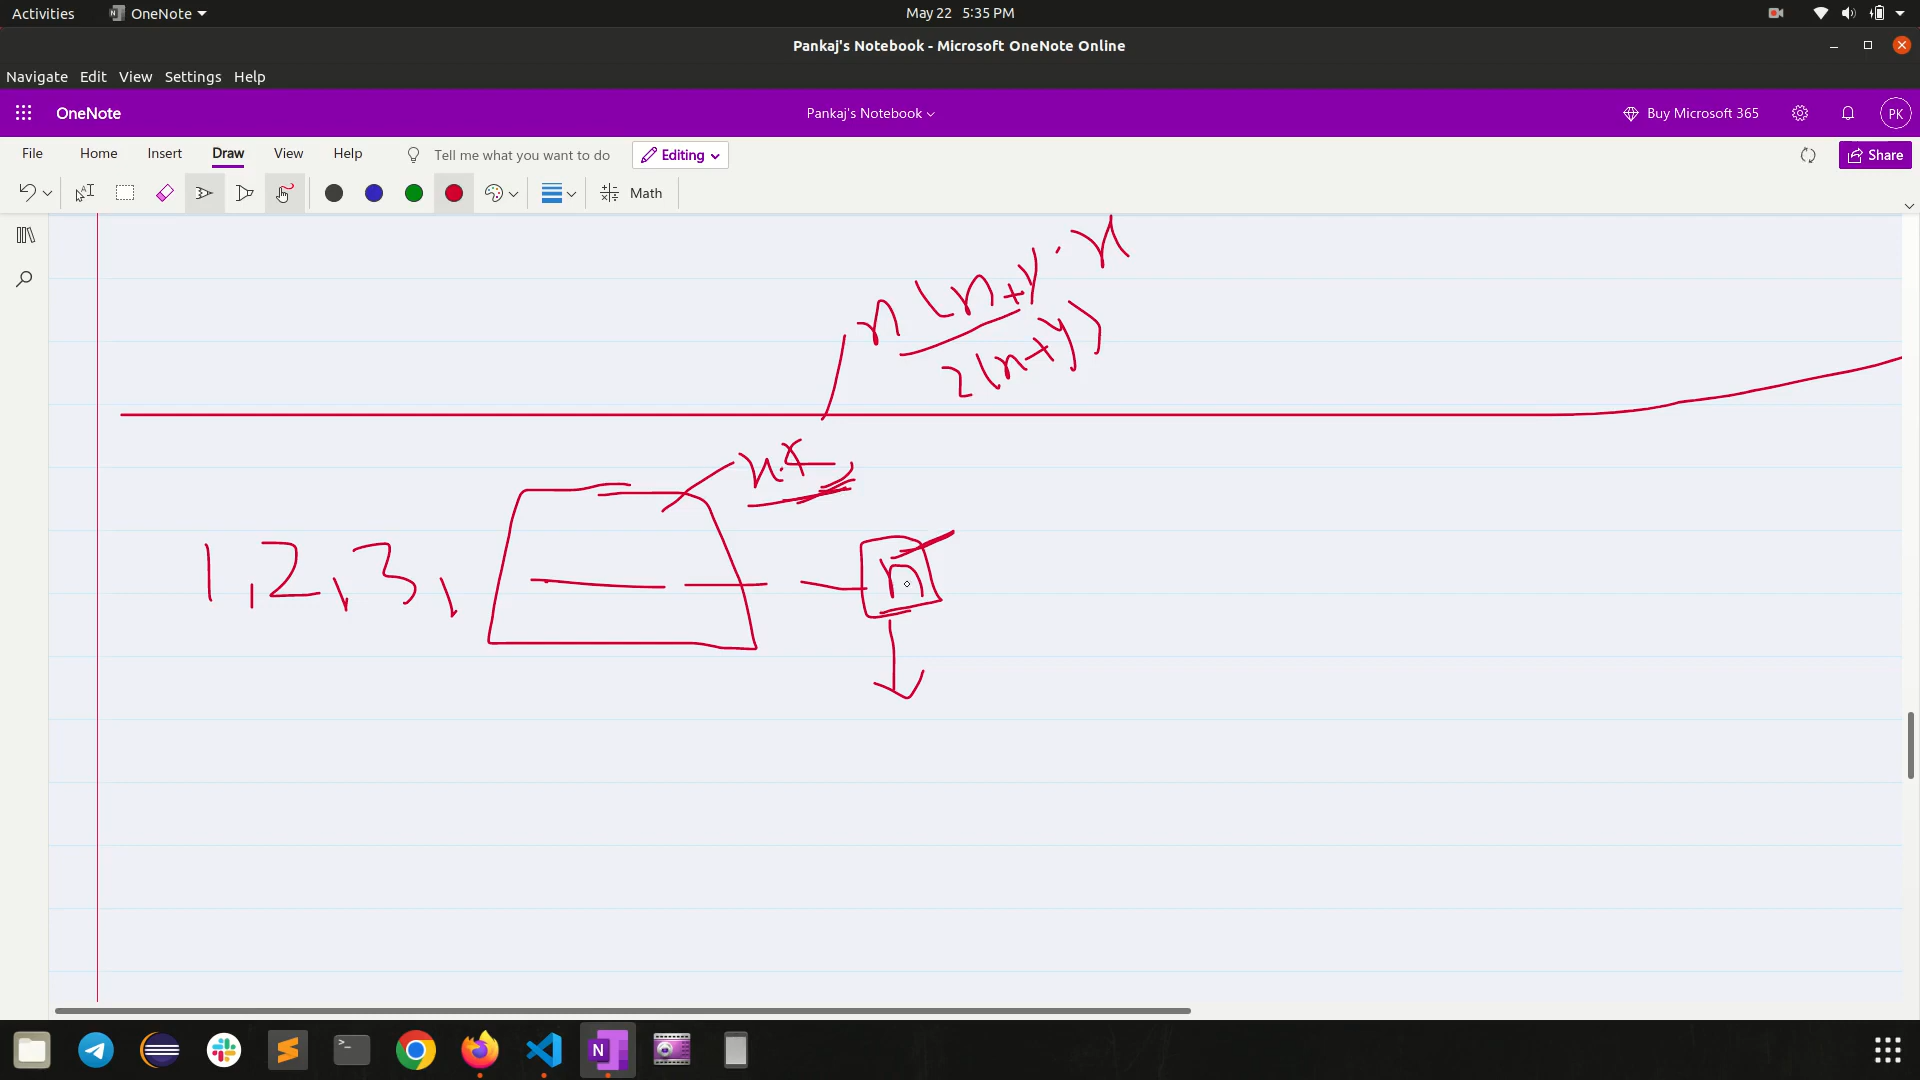 Activities OneNote May 22 5:35 PM
Pankaj's Notebook - Microsoft OneNote Online
Navigate Edit View Settings Help
OneNote Pankaj's Notebook Buy Microsoft 365 PK
File Home Insert Draw View Help Tell me what you want to do Editing Share
Math
2(n+y)
1,2,3,
n